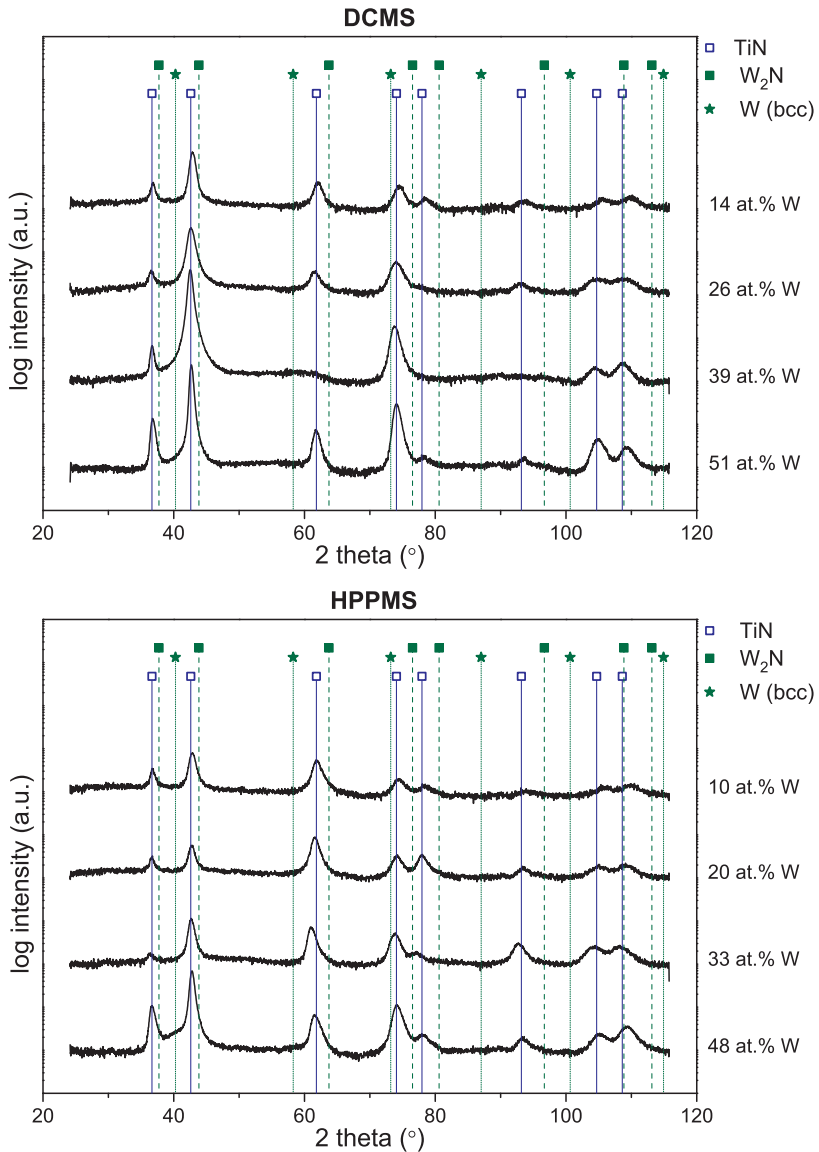 DCMS
TiN
W₂N
W (bcc)
14 at.% W
26 at.% W
39 at.% W
51 at.% W
log intensity (a.u.)
20 40 60 80 100 120
2 theta (°)
HPPMS
TiN
W₂N
W (bcc)
10 at.% W
20 at.% W
33 at.% W
48 at.% W
log intensity (a.u.)
20 40 60 80 100 120
2 theta (°)